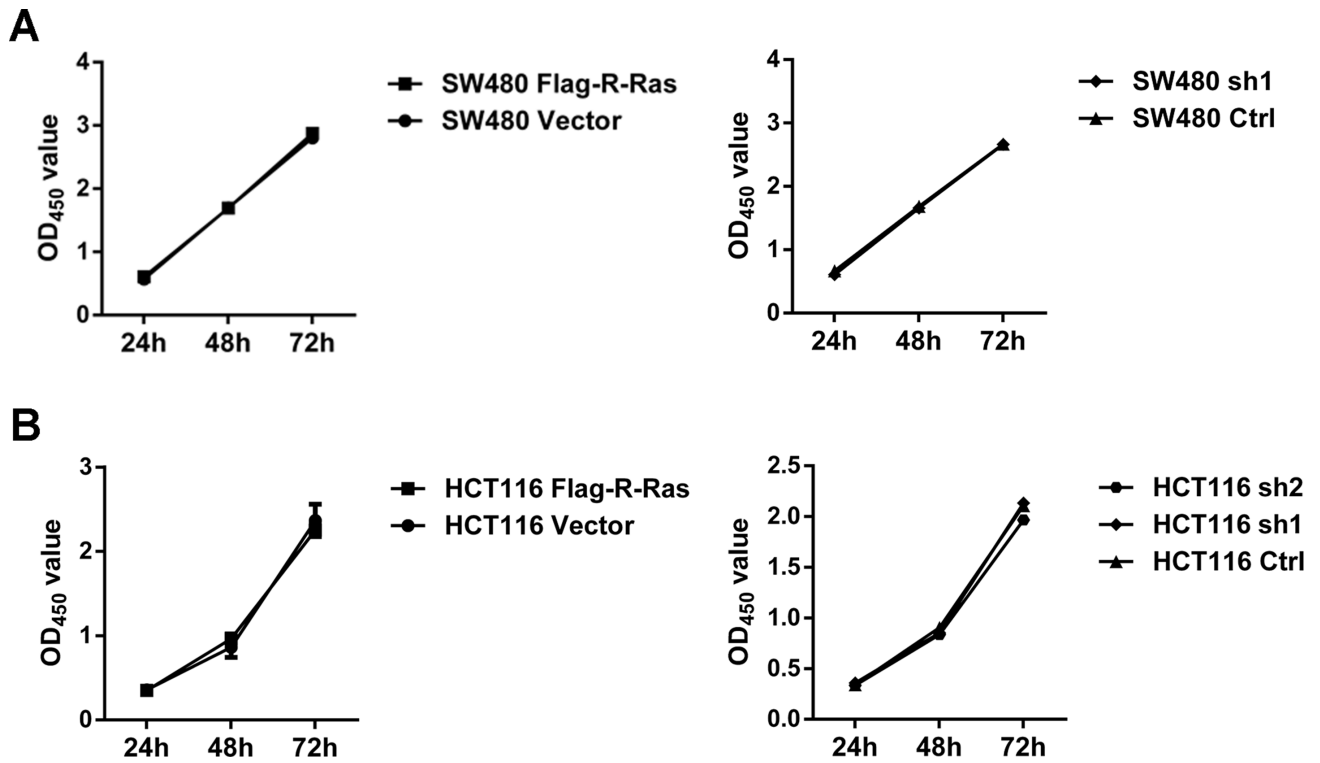 A
4
3
2
1
0
OD450 value
24h 48h 72h
SW480 Flag-R-Ras
SW480 Vector
4
3
2
1
0
OD450 value
24h 48h 72h
SW480 sh1
SW480 Ctrl
B
3
2
1
0
OD450 value
24h 48h 72h
HCT116 Flag-R-Ras
HCT116 Vector
2.5
2.0
1.5
1.0
0.5
0.0
OD450 value
24h 48h 72h
HCT116 sh2
HCT116 sh1
HCT116 Ctrl